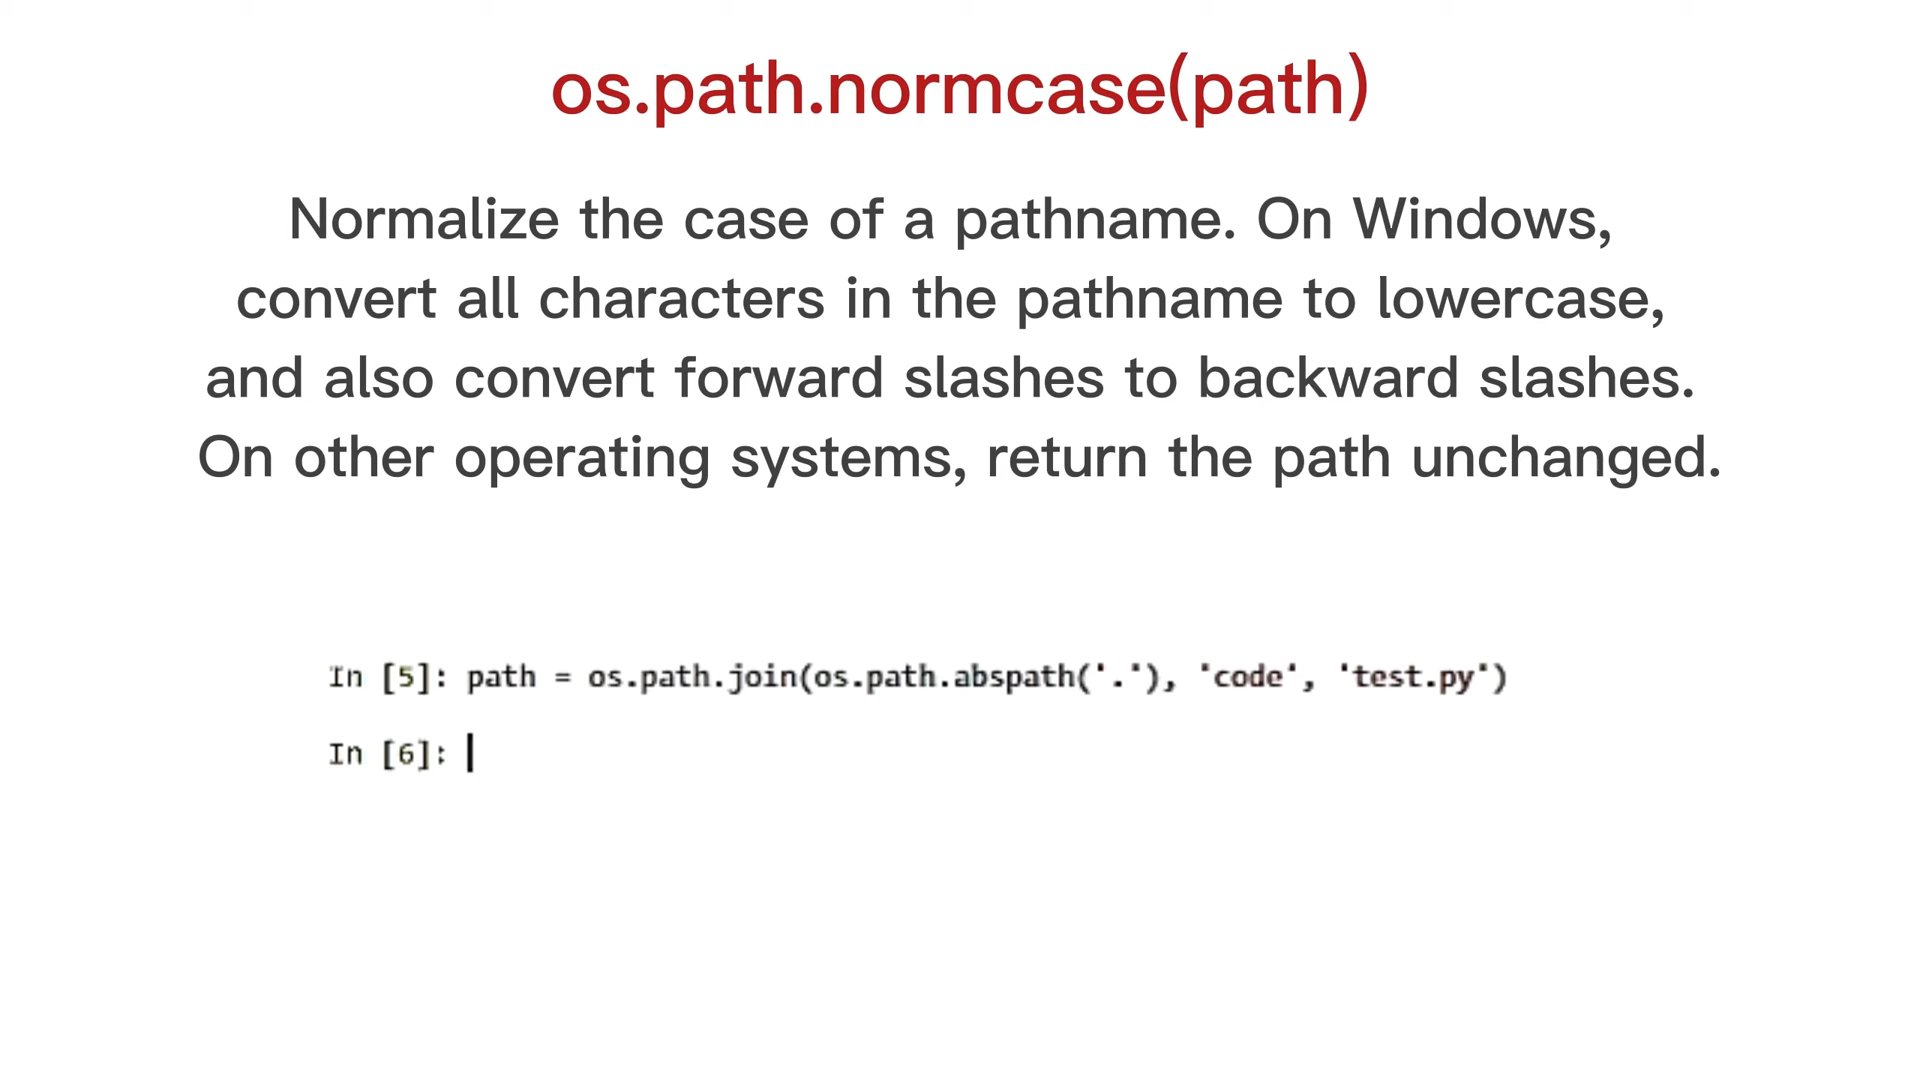 os.path.normcase(path)
Normalize the case of a pathname. On Windows,
convert all characters in the pathname to lowercase,
and also convert forward slashes to backward slashes.
On other operating systems, return the path unchanged.
In [5]: path = os.path.join(os.path.abspath('.'), 'code', 'test.py')
In [6]: